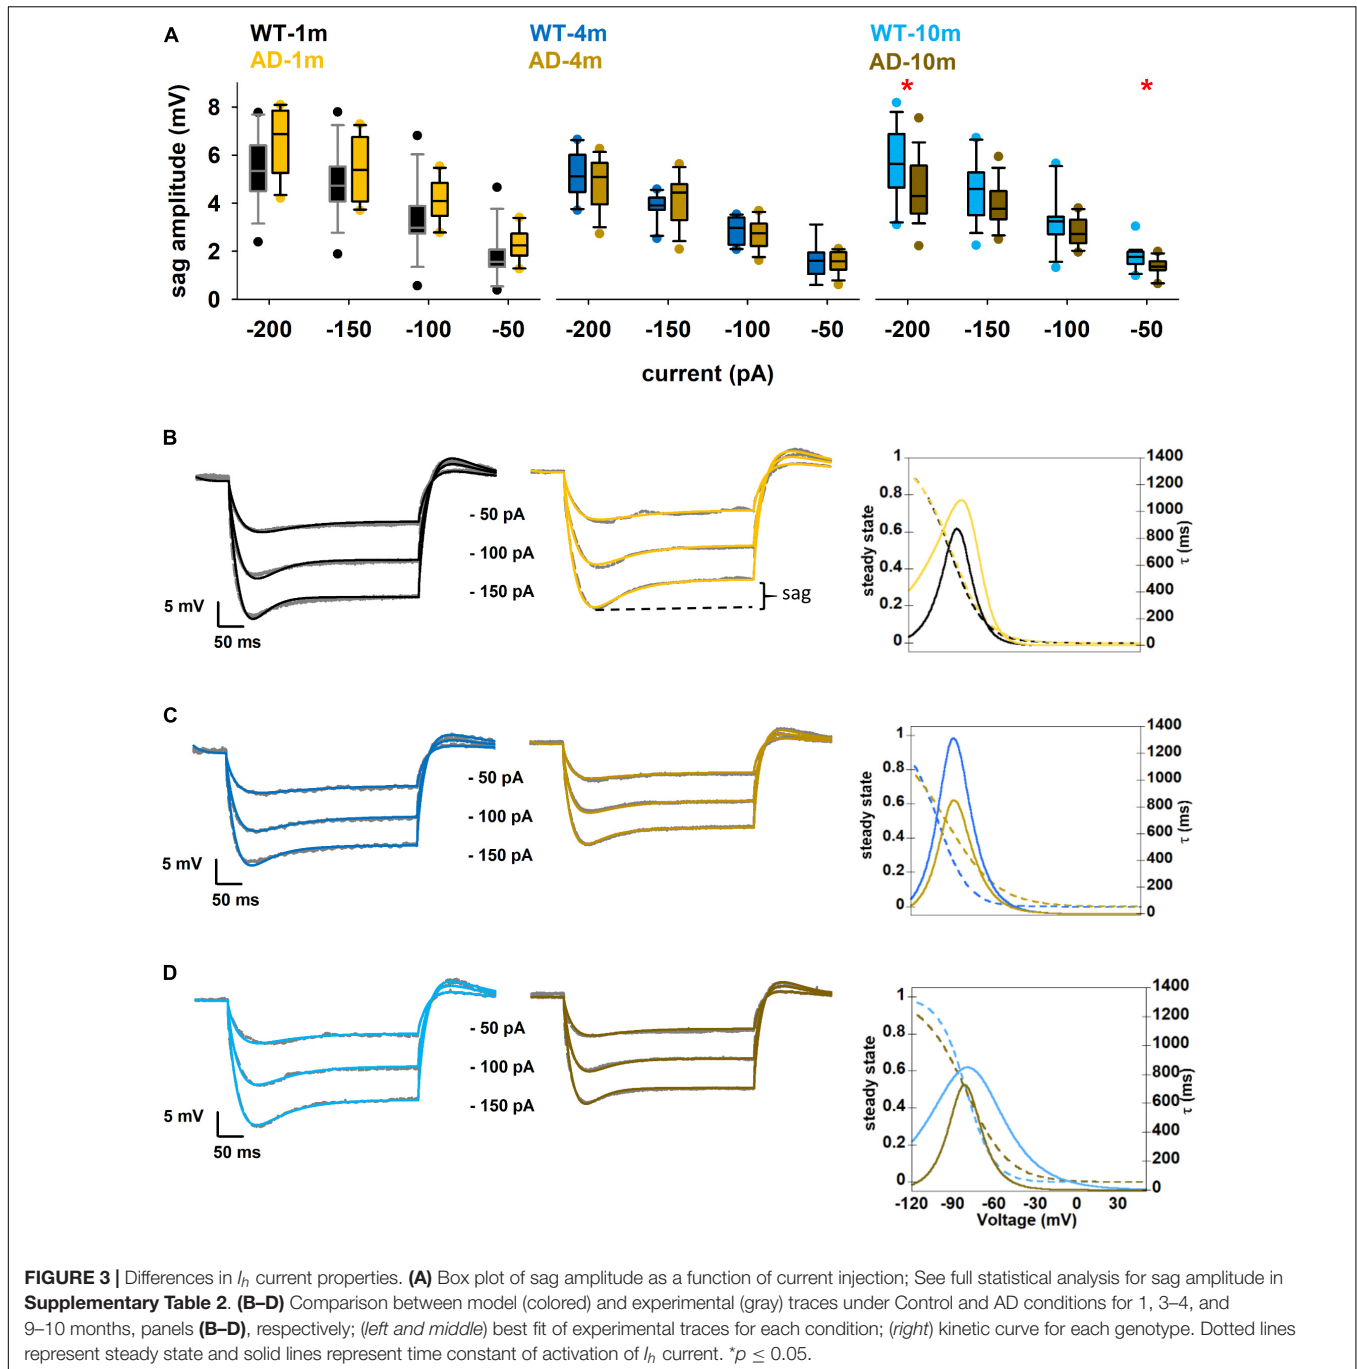 A
WT-1m
AD-1m
WT-4m
AD-4m
WT-10m
AD-10m
*
*
sag amplitude (mV)
8
6
4
2
0
-200 -150 -100 -50
-200 -150 -100 -50
-200 -150 -100 -50
current (pA)
B
- 50 pA
- 100 pA
- 150 pA
5 mV
50 ms
sag
steady state
1
0.8
0.6
0.4
0.2
0
1400
1200
1000
800
600
400
200
0
τ (ms)
C
- 50 pA
- 100 pA
- 150 pA
5 mV
50 ms
steady state
1
0.8
0.6
0.4
0.2
0
1400
1200
1000
800
600
400
200
0
τ (ms)
D
- 50 pA
- 100 pA
- 150 pA
5 mV
50 ms
steady state
1
0.8
0.6
0.4
0.2
0
1400
1200
1000
800
600
400
200
0
τ (ms)
-120 -90 -60 -30 0 30
Voltage (mV)
FIGURE 3 | Differences in Ih current properties. (A) Box plot of sag amplitude as a function of current injection; See full statistical analysis for sag amplitude in
Supplementary Table 2. (B–D) Comparison between model (colored) and experimental (gray) traces under Control and AD conditions for 1, 3–4, and
9–10 months, panels (B–D), respectively; (left and middle) best fit of experimental traces for each condition; (right) kinetic curve for each genotype. Dotted lines
represent steady state and solid lines represent time constant of activation of Ih current. *p ≤ 0.05.